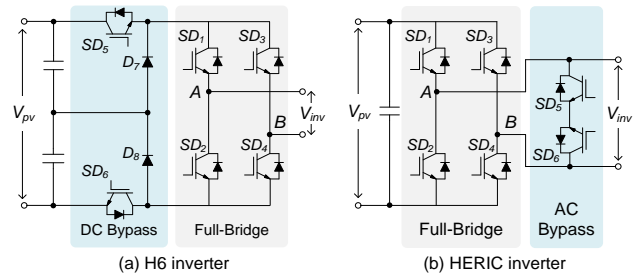 SD5
D7
SD1
SD3
Vpv
A
B
Vinv
SD6
D8
SD2
SD4
DC Bypass
Full-Bridge
(a) H6 inverter
SD1
SD3
Vpv
A
B
SD5
SD6
Vinv
SD2
SD4
Full-Bridge
AC
Bypass
(b) HERIC inverter